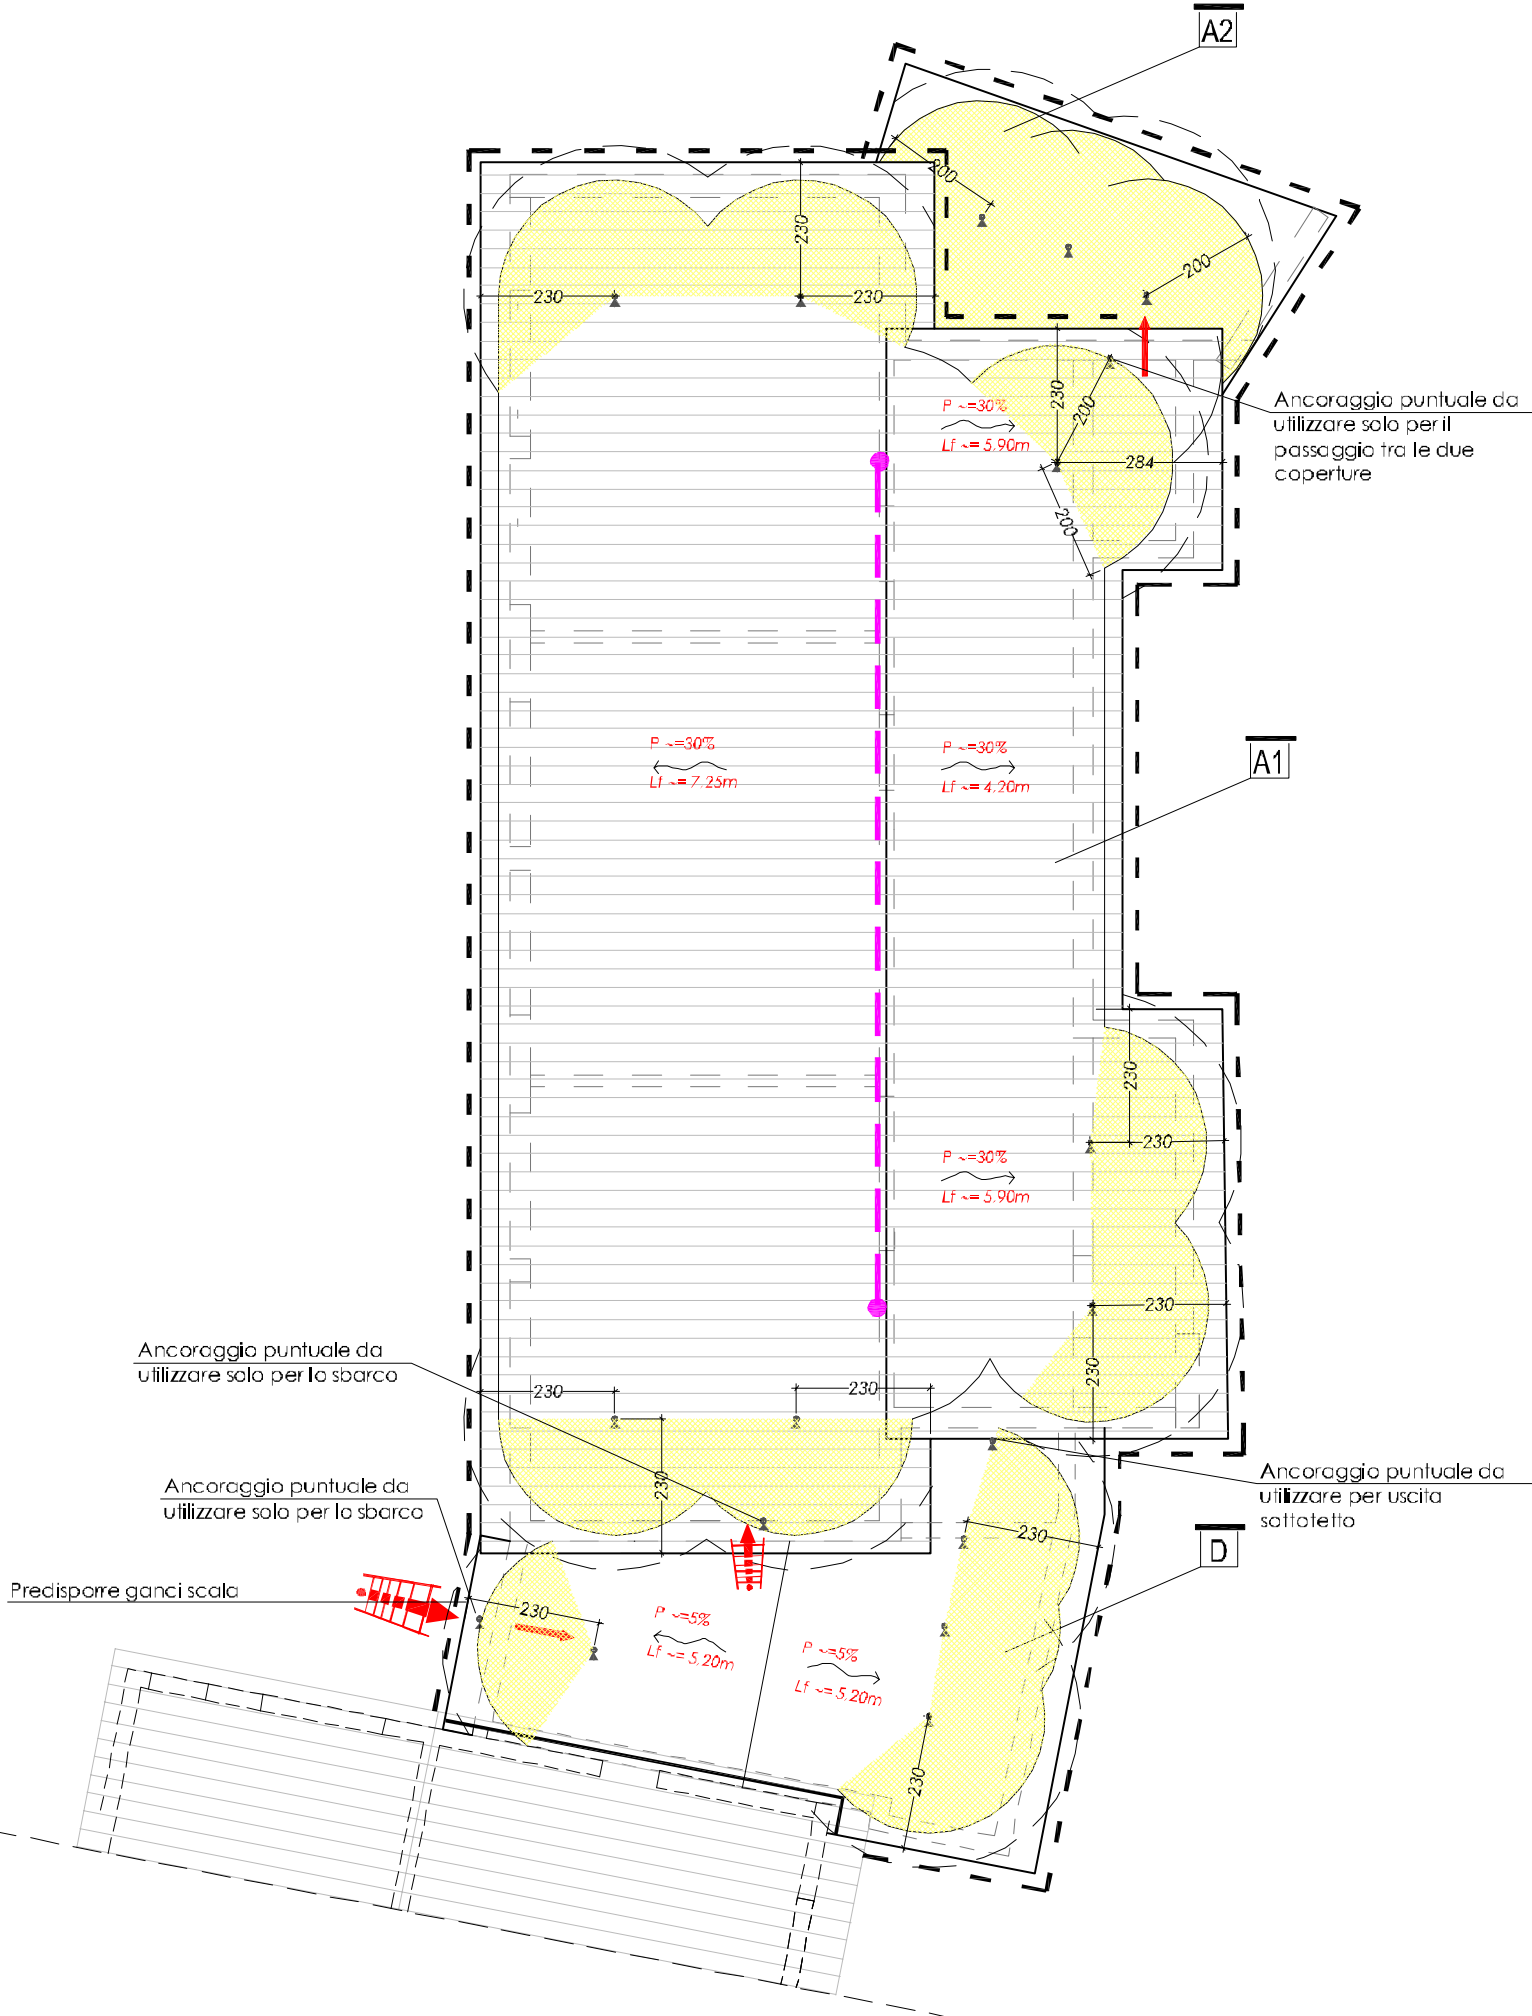 A2
200
230
200
230
230
Ancoraggio puntuale da
utilizzare solo per il
passaggio tra le due
coperture
P ~=30%
Lf ~= 5,90m
230
200
284
200
P ~=30%
Lf ~= 7,25m
P ~=30%
Lf ~= 4,20m
A1
230
230
P ~=30%
Lf ~= 5,90m
230
230
Ancoraggio puntuale da
utilizzare solo per lo sbarco
230
230
230
Ancoraggio puntuale da
utilizzare solo per lo sbarco
Ancoraggio puntuale da
utilizzare per uscita
sottotetto
230
D
Predisporre ganci scala
230
P ~=5%
Lf ~= 5,20m
P ~=5%
Lf ~= 5,20m
230